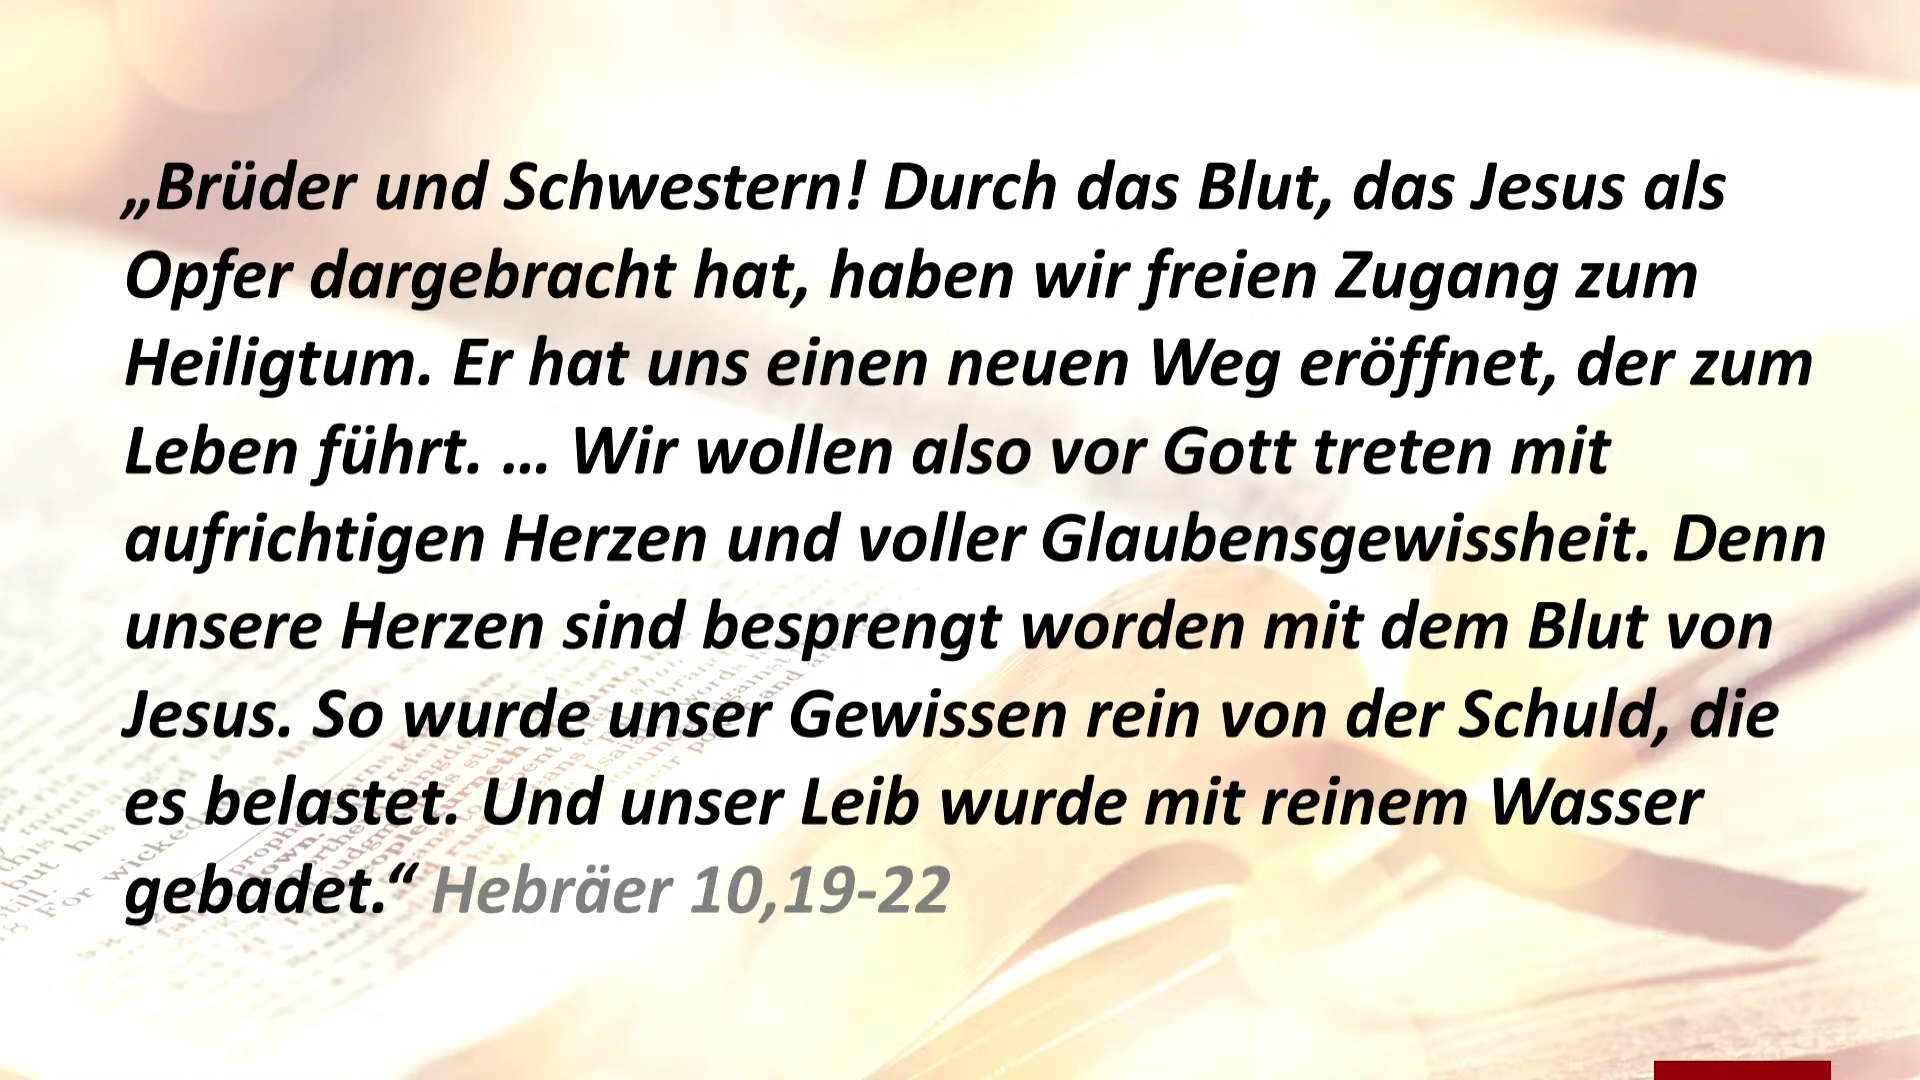 „Brüder und Schwestern! Durch das Blut, das Jesus als
Opfer dargebracht hat, haben wir freien Zugang zum
Heiligtum. Er hat uns einen neuen Weg eröffnet, der zum
Leben führt. … Wir wollen also vor Gott treten mit
aufrichtigen Herzen und voller Glaubensgewissheit. Denn
unsere Herzen sind besprengt worden mit dem Blut von
Jesus. So wurde unser Gewissen rein von der Schuld, die
es belastet. Und unser Leib wurde mit reinem Wasser
gebadet.“ Hebräer 10,19-22